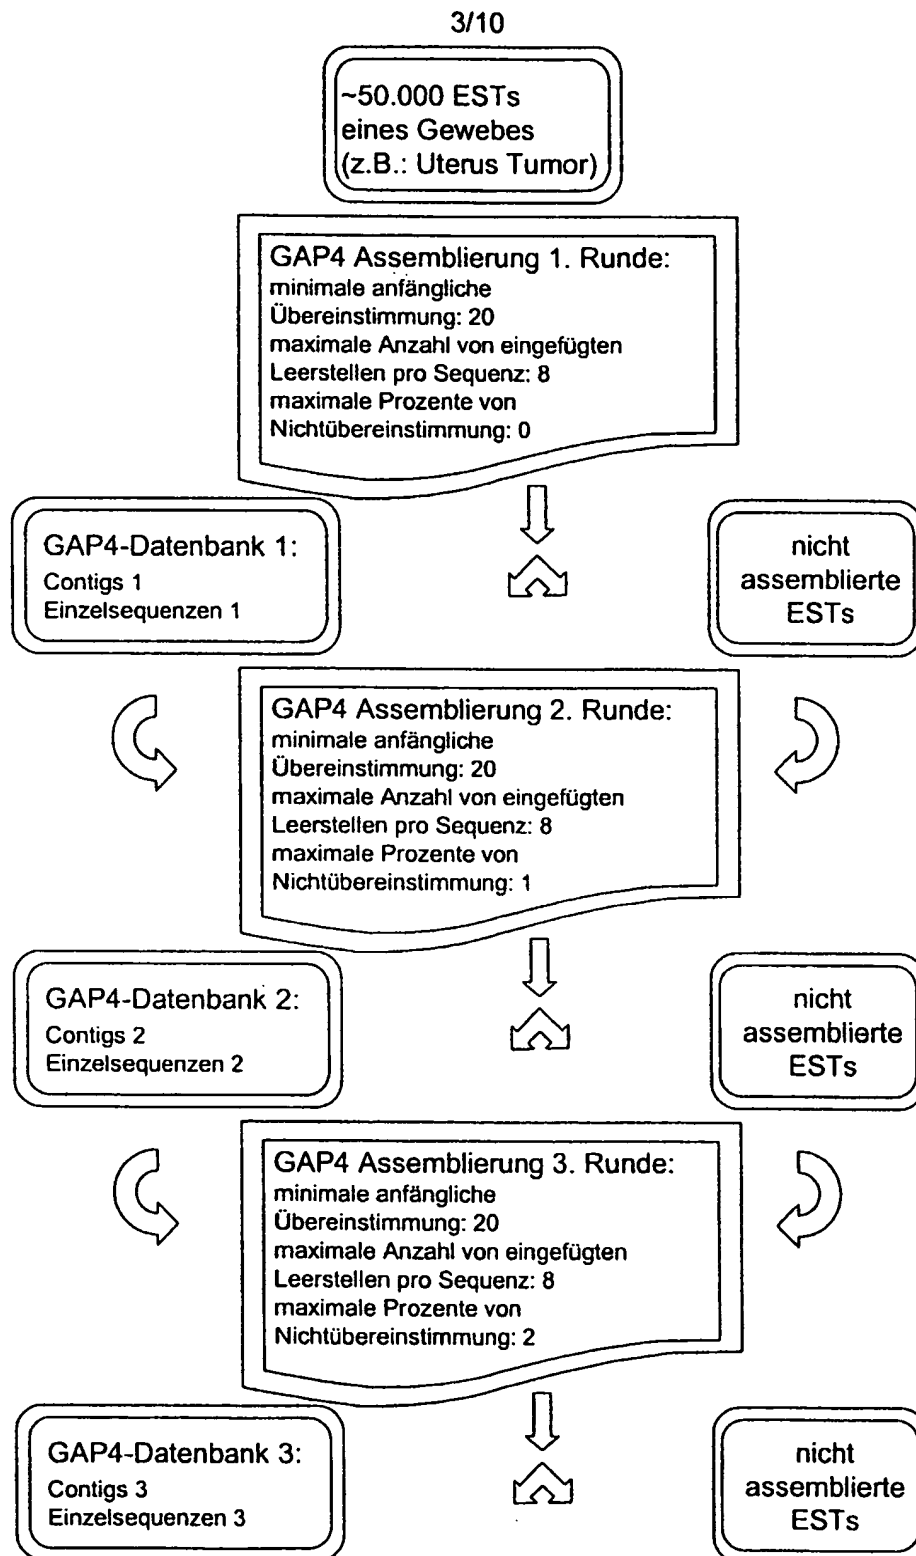 3/10
~50.000 ESTs
eines Gewebes
(z.B.: Uterus Tumor)
GAP4 Assemblierung 1. Runde:
minimale anfängliche
Übereinstimmung: 20
maximale Anzahl von eingefügten
Leerstellen pro Sequenz: 8
maximale Prozente von
Nichtübereinstimmung: 0
GAP4-Datenbank 1:
Contigs 1
Einzelsequenzen 1
nicht
assemblierte
ESTs
GAP4 Assemblierung 2. Runde:
minimale anfängliche
Übereinstimmung: 20
maximale Anzahl von eingefügten
Leerstellen pro Sequenz: 8
maximale Prozente von
Nichtübereinstimmung: 1
GAP4-Datenbank 2:
Contigs 2
Einzelsequenzen 2
nicht
assemblierte
ESTs
GAP4 Assemblierung 3. Runde:
minimale anfängliche
Übereinstimmung: 20
maximale Anzahl von eingefügten
Leerstellen pro Sequenz: 8
maximale Prozente von
Nichtübereinstimmung: 2
GAP4-Datenbank 3:
Contigs 3
Einzelsequenzen 3
nicht
assemblierte
ESTs